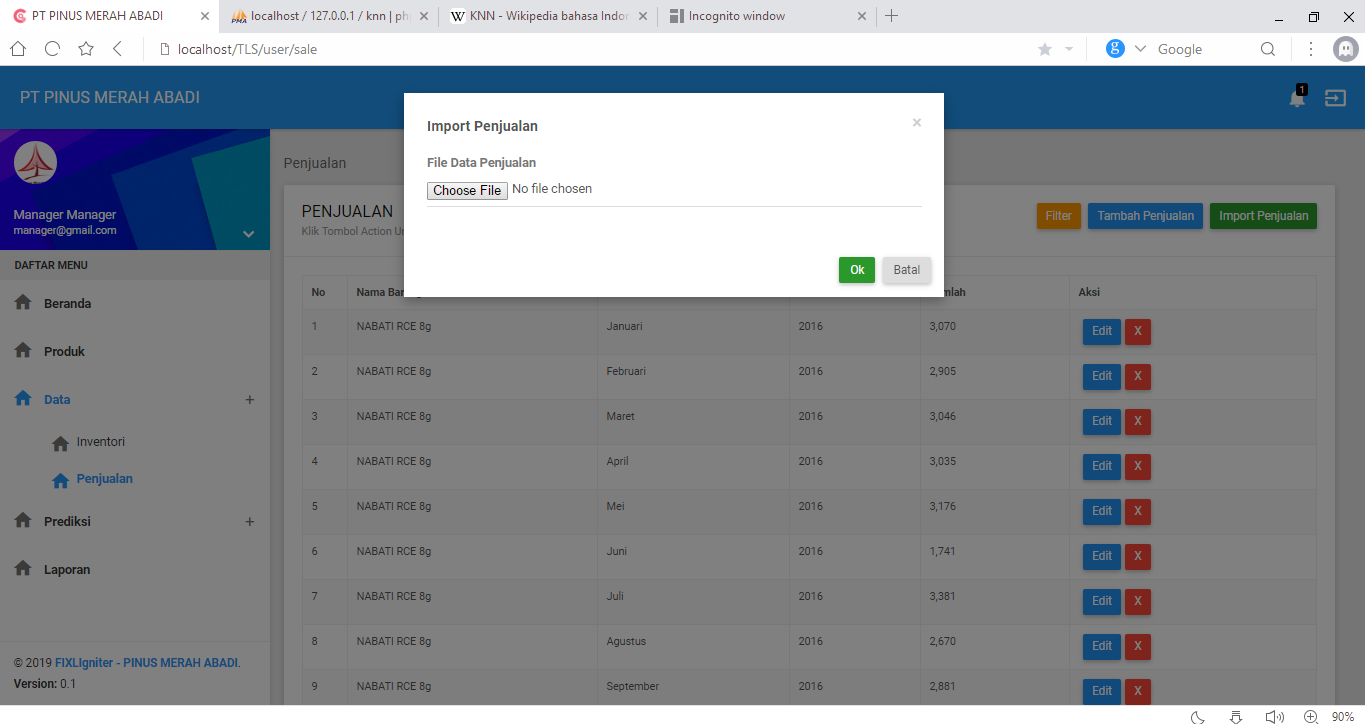 PT PINUS MERAH ABADI
localhost / 127.0.0.1 / knn | ph
KNN - Wikipedia bahasa Indon
Incognito window
localhost/TLS/user/sale
Google
PT PINUS MERAH ABADI
1
Manager Manager
manager@gmail.com
DAFTAR MENU
Beranda
Produk
Data +
Inventori
Penjualan
Prediksi +
Laporan
© 2019 FIXLIgniter - PINUS MERAH ABADI.
Version: 0.1
Penjualan
PENJUALAN
Klik Tombol Action Un
Filter Tambah Penjualan Import Penjualan
Import Penjualan ×
File Data Penjualan
Choose File No file chosen
Ok Batal
No Nama Bar mlah Aksi
1 NABATI RCE 8g Januari 2016 3,070 Edit X
2 NABATI RCE 8g Februari 2016 2,905 Edit X
3 NABATI RCE 8g Maret 2016 3,046 Edit X
4 NABATI RCE 8g April 2016 3,035 Edit X
5 NABATI RCE 8g Mei 2016 3,176 Edit X
6 NABATI RCE 8g Juni 2016 1,741 Edit X
7 NABATI RCE 8g Juli 2016 3,381 Edit X
8 NABATI RCE 8g Agustus 2016 2,670 Edit X
9 NABATI RCE 8g September 2016 2,881 Edit X
90%